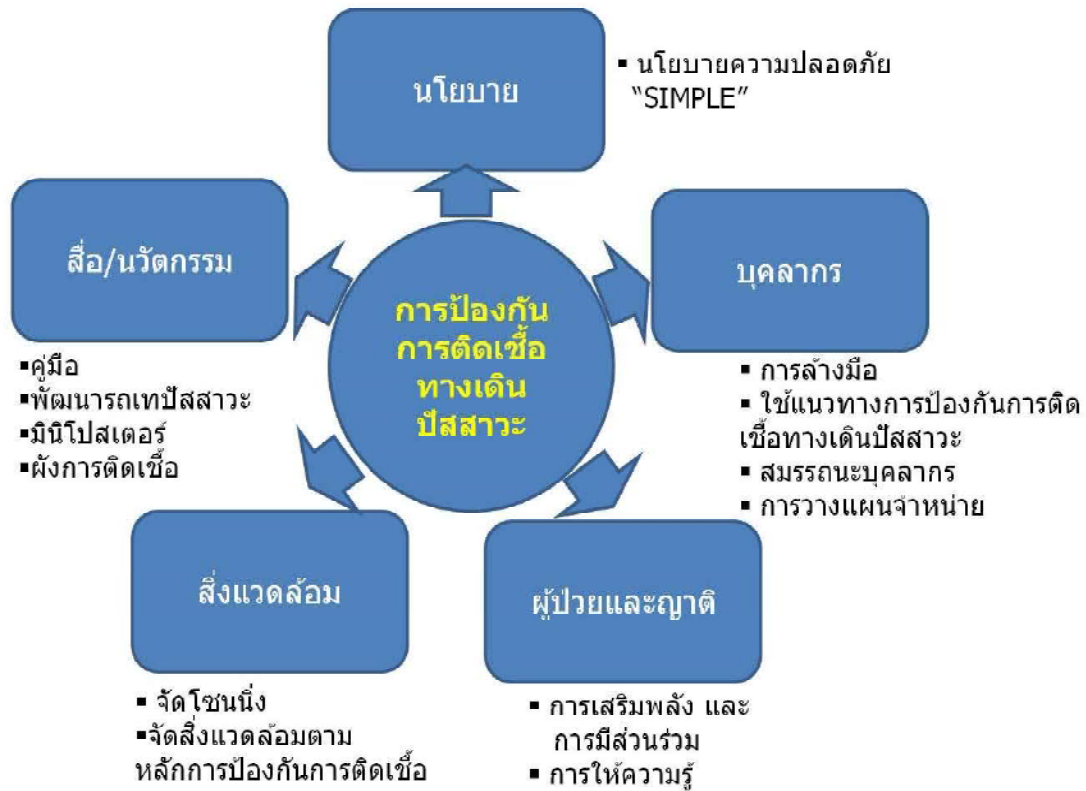 นโยบาย
▪ นโยบายความปลอดภัย
“SIMPLE”
สื่อ/นวัตกรรม
▪คู่มือ
▪พัฒนารถเทปัสสาวะ
▪มินิโปสเตอร์
▪ผังการติดเชื้อ
การป้องกัน
การติดเชื้อ
ทางเดิน
ปัสสาวะ
บุคลากร
▪ การล้างมือ
▪ ใช้แนวทางการป้องกันการติด
เชื้อทางเดินปัสสาวะ
▪ สมรรถนะบุคลากร
▪ การวางแผนจำหน่าย
สิ่งแวดล้อม
▪ จัดโซนนิ่ง
▪จัดสิ่งแวดล้อมตาม
หลักการป้องกันการติดเชื้อ
ผู้ป่วยและญาติ
▪ การเสริมพลัง และ
การมีส่วนร่วม
▪ การให้ความรู้